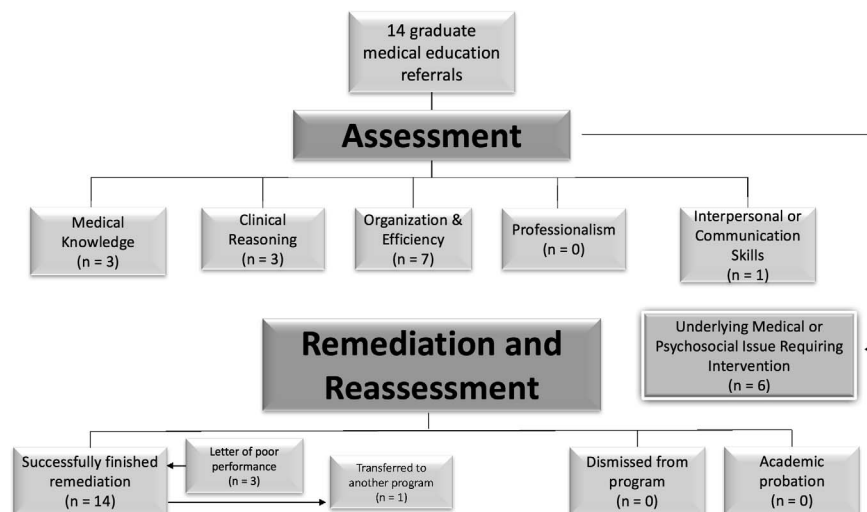 14 graduate
medical education
referrals
Assessment
Medical
Knowledge
(n = 3)
Clinical
Reasoning
(n = 3)
Organization &
Efficiency
(n = 7)
Professionalism
(n = 0)
Interpersonal or
Communication
Skills
(n = 1)
Underlying Medical or
Psychosocial Issue Requiring
Intervention
(n = 6)
Remediation and
Reassessment
Successfully finished
remediation
(n = 14)
Letter of poor
performance
(n = 3)
Transferred to
another program
(n = 1)
Dismissed from
program
(n = 0)
Academic
probation
(n = 0)